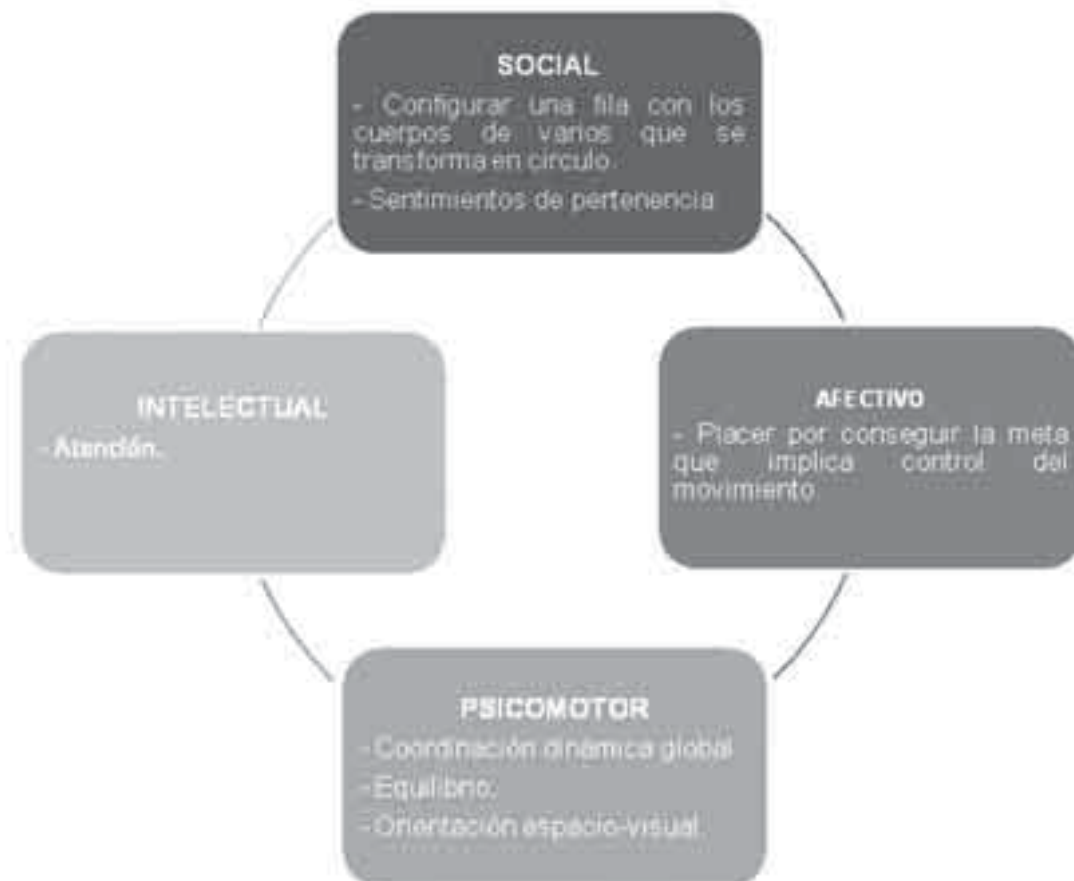 SOCIAL
- Configurar una fila con los
cuerpos de varios que se
transforma en círculo.
- Sentimientos de pertenencia
INTELECTUAL
- Atención.
AFECTIVO
- Placer por conseguir la meta
que implica control del
movimiento
PSICOMOTOR
- Coordinación dinámica global
- Equilibrio.
- Orientación espacio-visual.